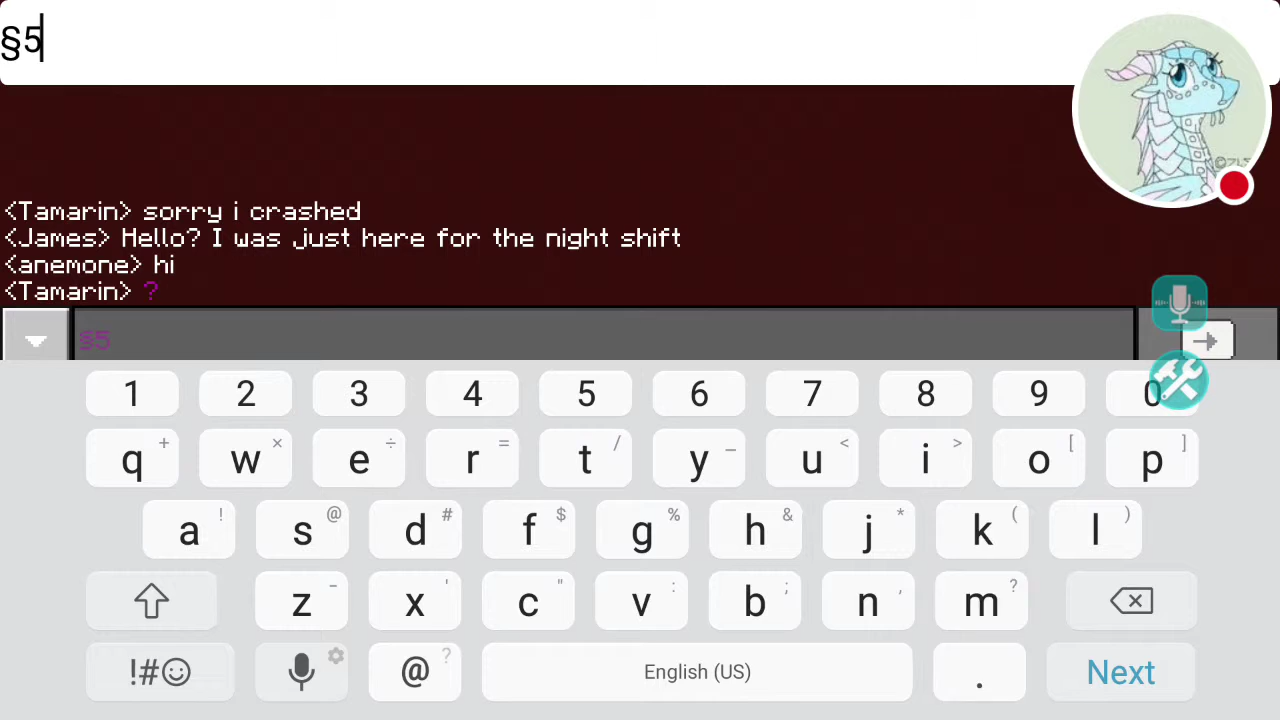 §5
<Tamarin> sorry i crashed
<James> Hello? I was just here for the night shift
<anemone> hi
<Tamarin> ?
§5
1 2 3 4 5 6 7 8 9 0
q + w × e ÷ r = t / y _ u < i > o [ p ]
a ! s @ d # f $ g % h & j * k ( l )
z - x ' c " v : b ; n , m ?
!#☺ @ ? English (US) . Next